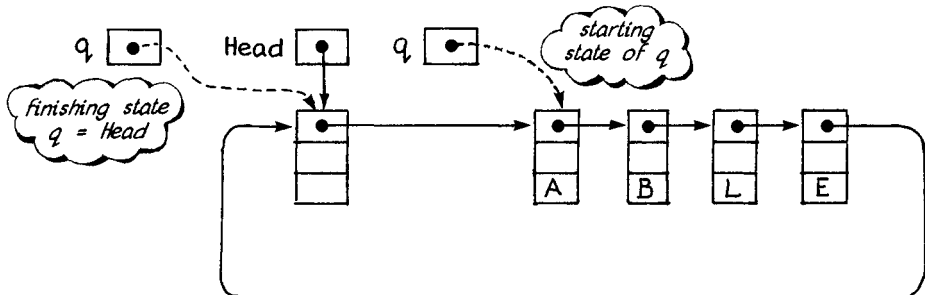 q
Head
q
starting
state of q
finishing state
q = Head
A
B
L
E